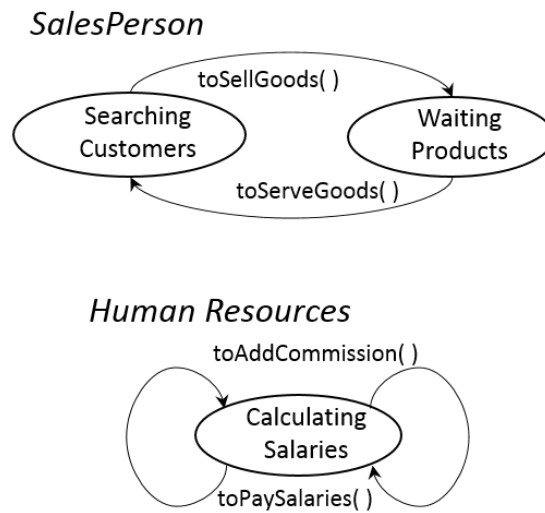 SalesPerson
toSellGoods( )
Searching
Customers
Waiting
Products
toServeGoods( )
Human Resources
toAddCommission( )
Calculating
Salaries
toPaySalaries( )